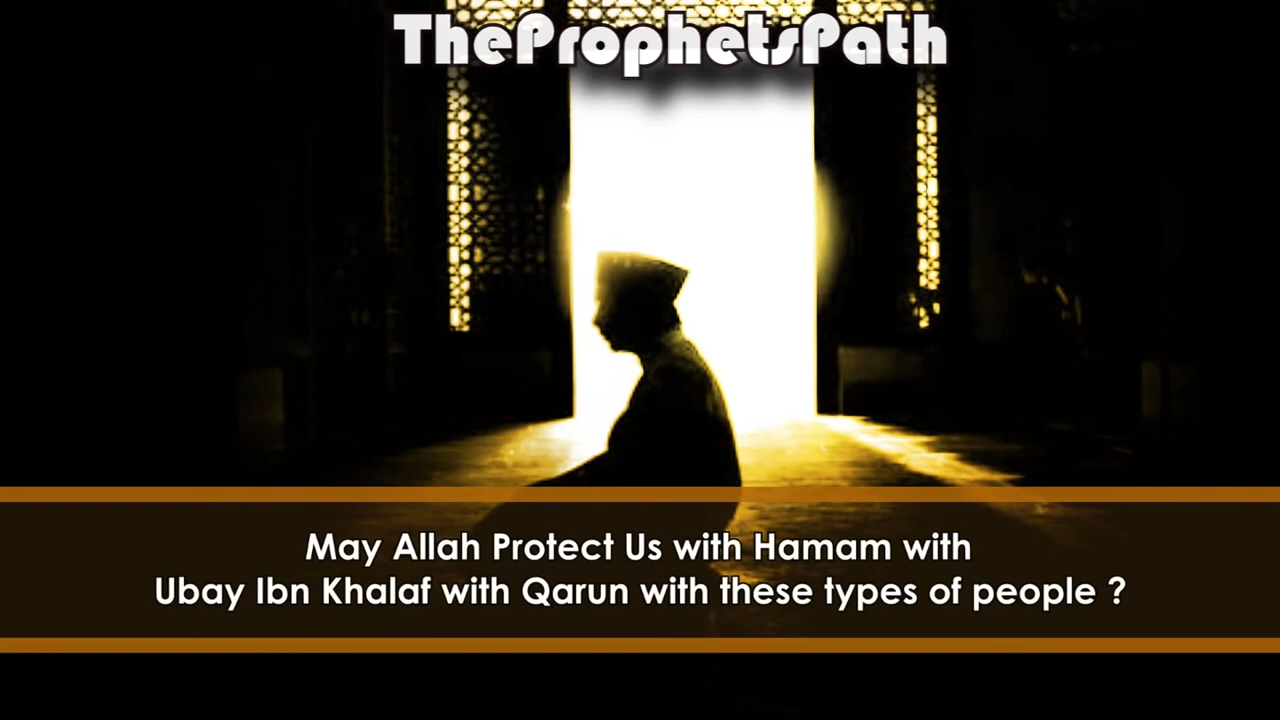 TheProphetsPath
May Allah Protect Us with Hamam with
Ubay Ibn Khalaf with Qarun with these types of people ?